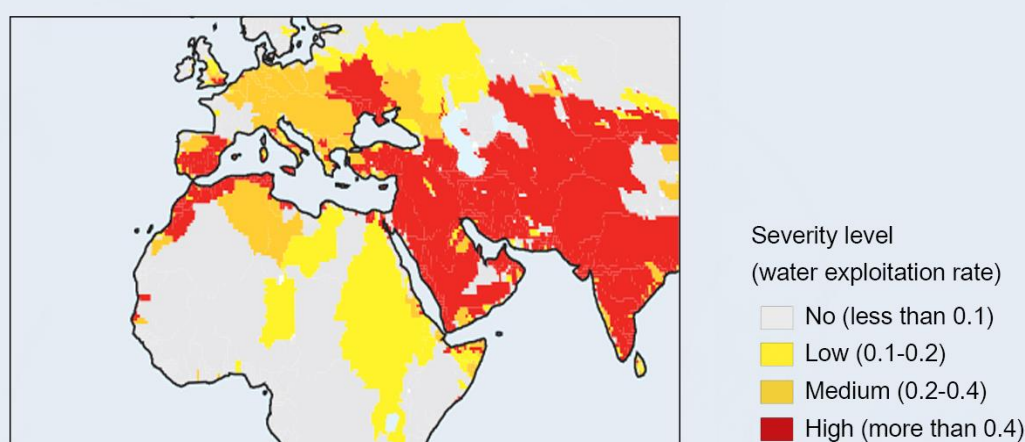 Severity level
(water exploitation rate)
No (less than 0.1)
Low (0.1-0.2)
Medium (0.2-0.4)
High (more than 0.4)